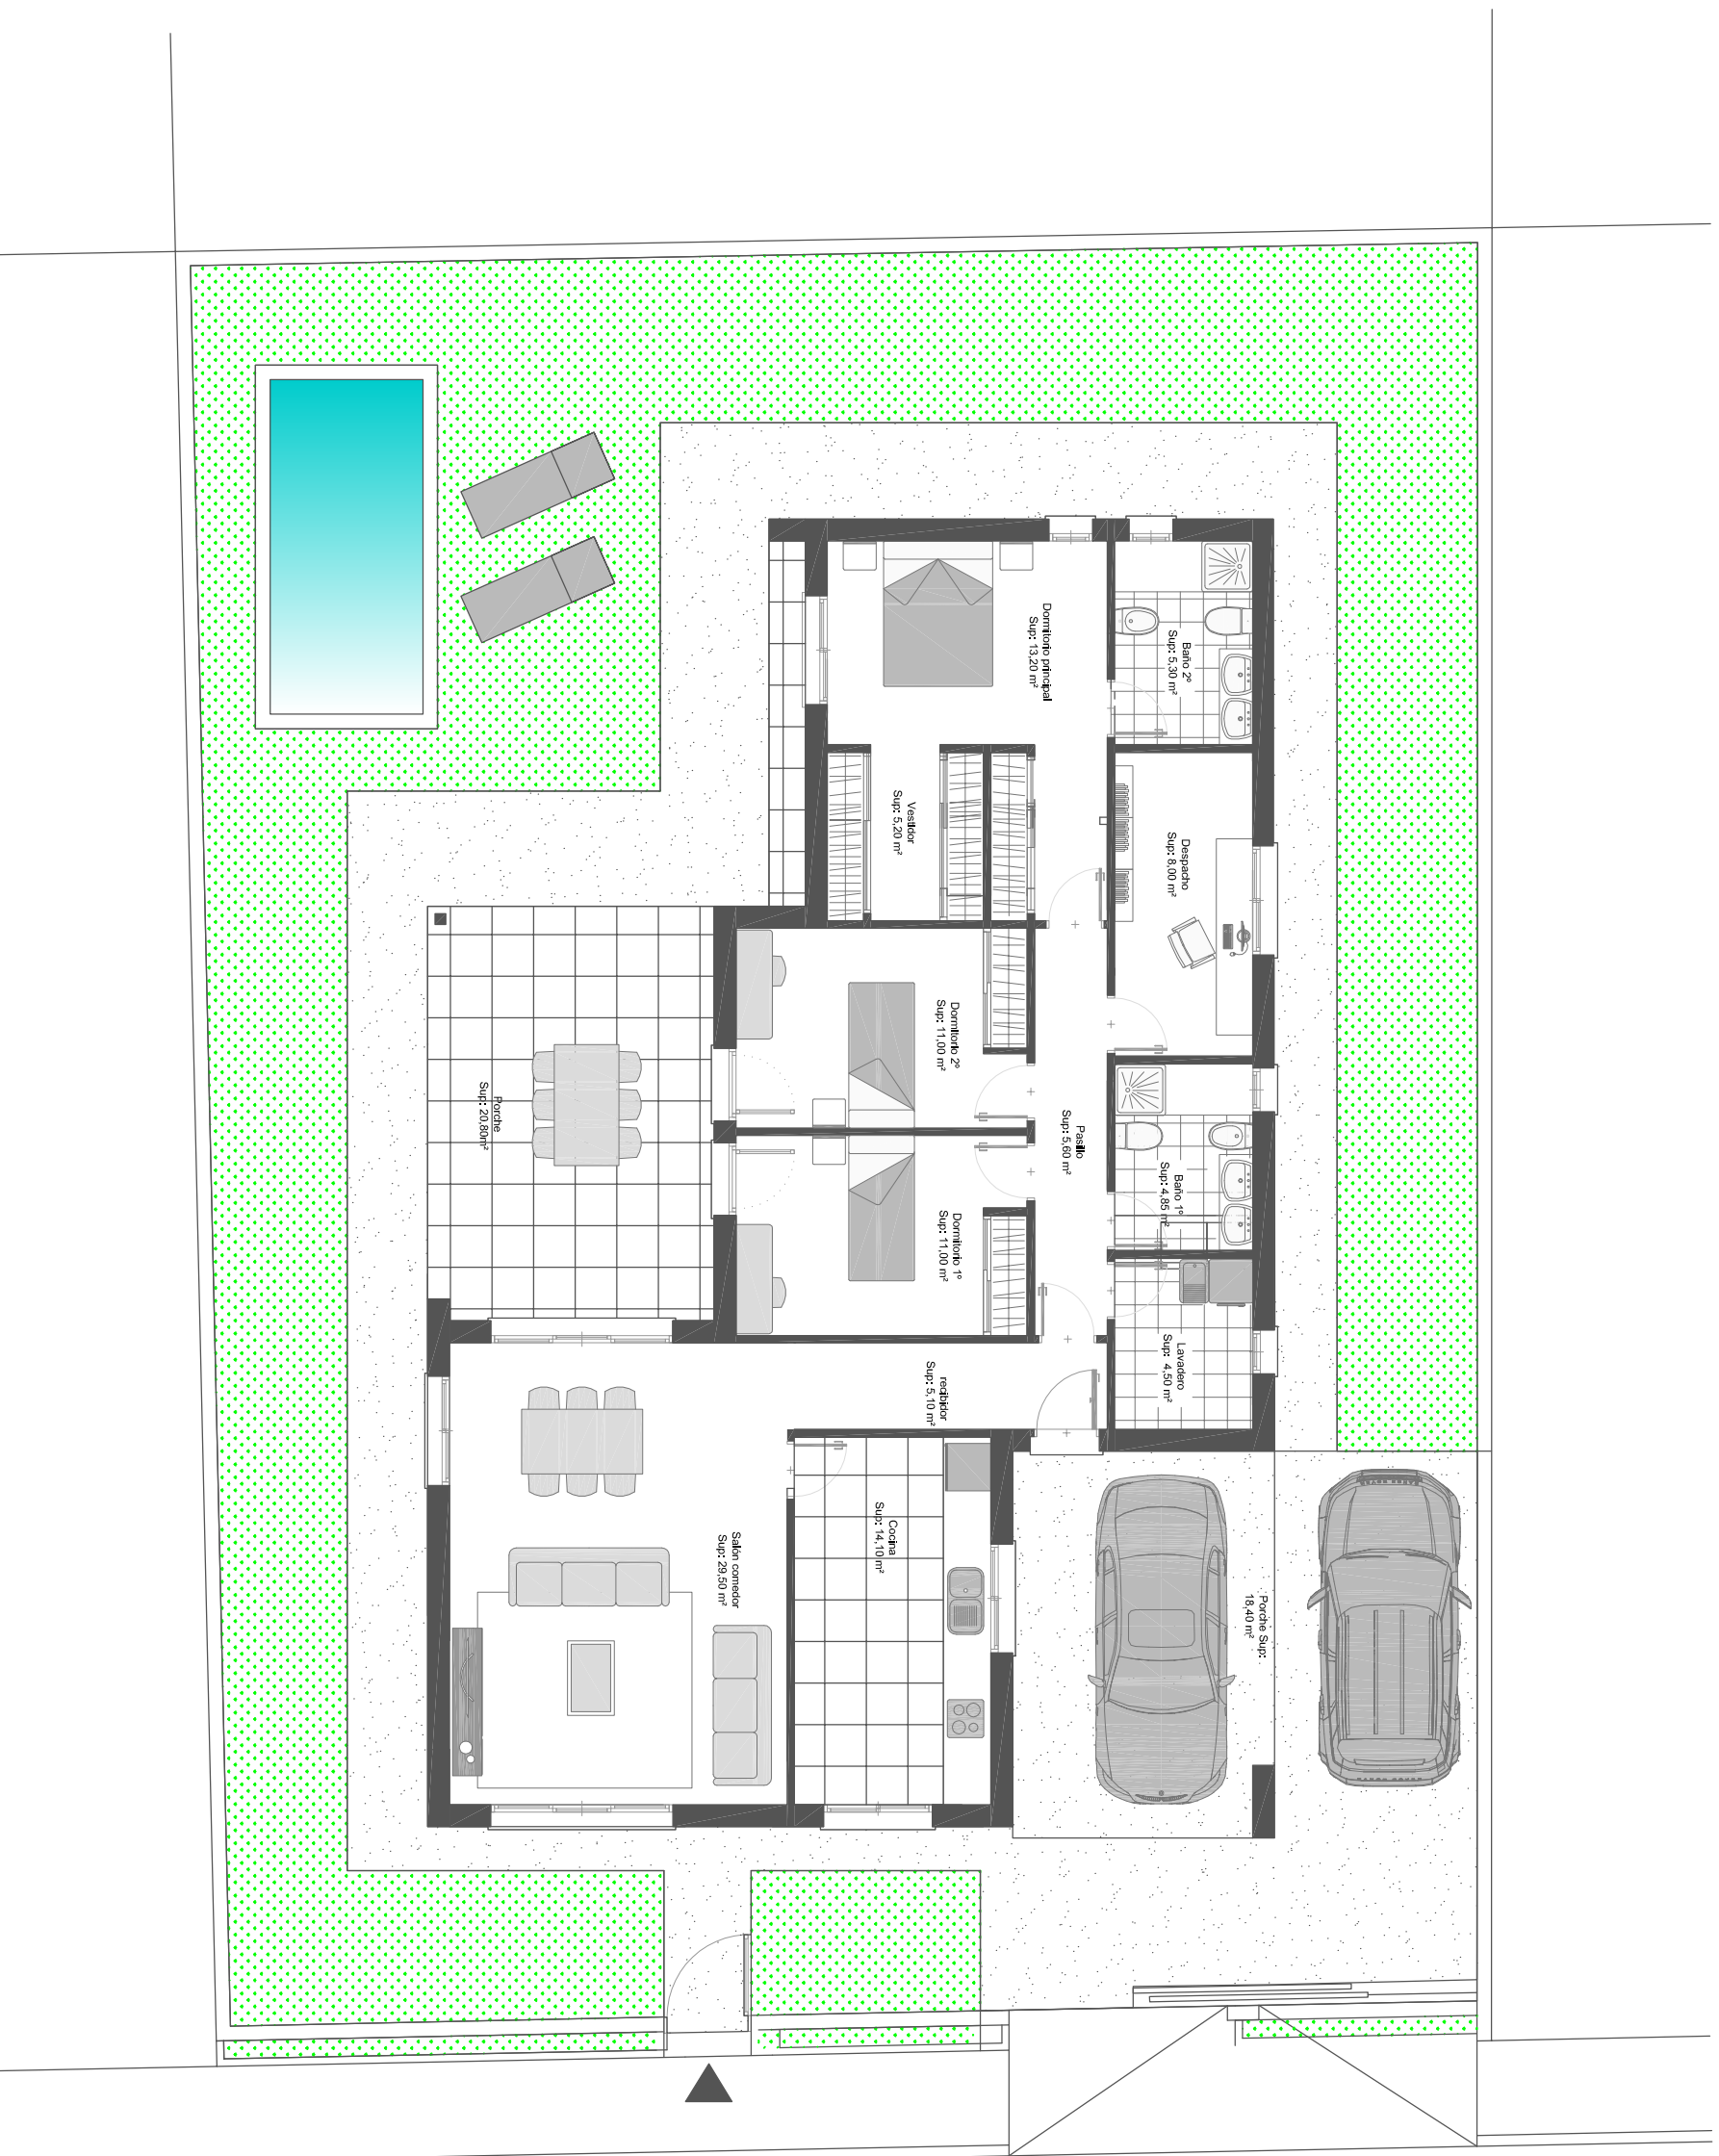 Dormitorio principal
Sup: 13,20 m²
Baño 2º
Sup: 5,30 m²
Vestidor
Sup: 5,20 m²
Despacho
Sup: 8,00 m²
Dormitorio 2º
Sup: 11,00 m²
Porche
Sup: 20,80m²
Pasillo
Sup: 5,60 m²
Baño 1º
Sup: 4,85 m²
Dormitorio 1º
Sup: 11,00 m²
Lavadero
Sup: 4,50 m²
recibidor
Sup: 5,10 m²
Cocina
Sup: 14,10 m²
Salón comedor
Sup: 29,50 m²
Porche Sup:
18,40 m²